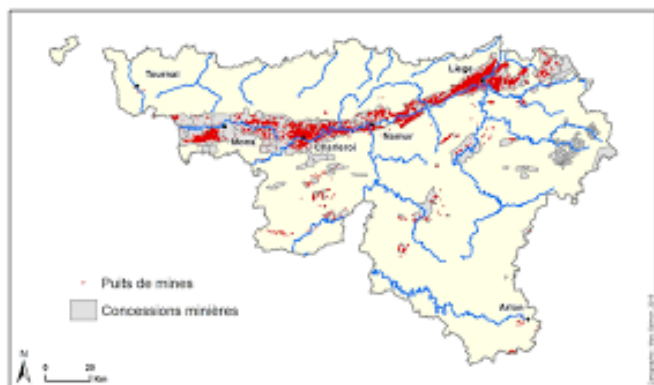 Tournai
Liège
Mons
Charleroi
Namur
Arlon
Puits de mines
Concessions minières
N
0 20
Km